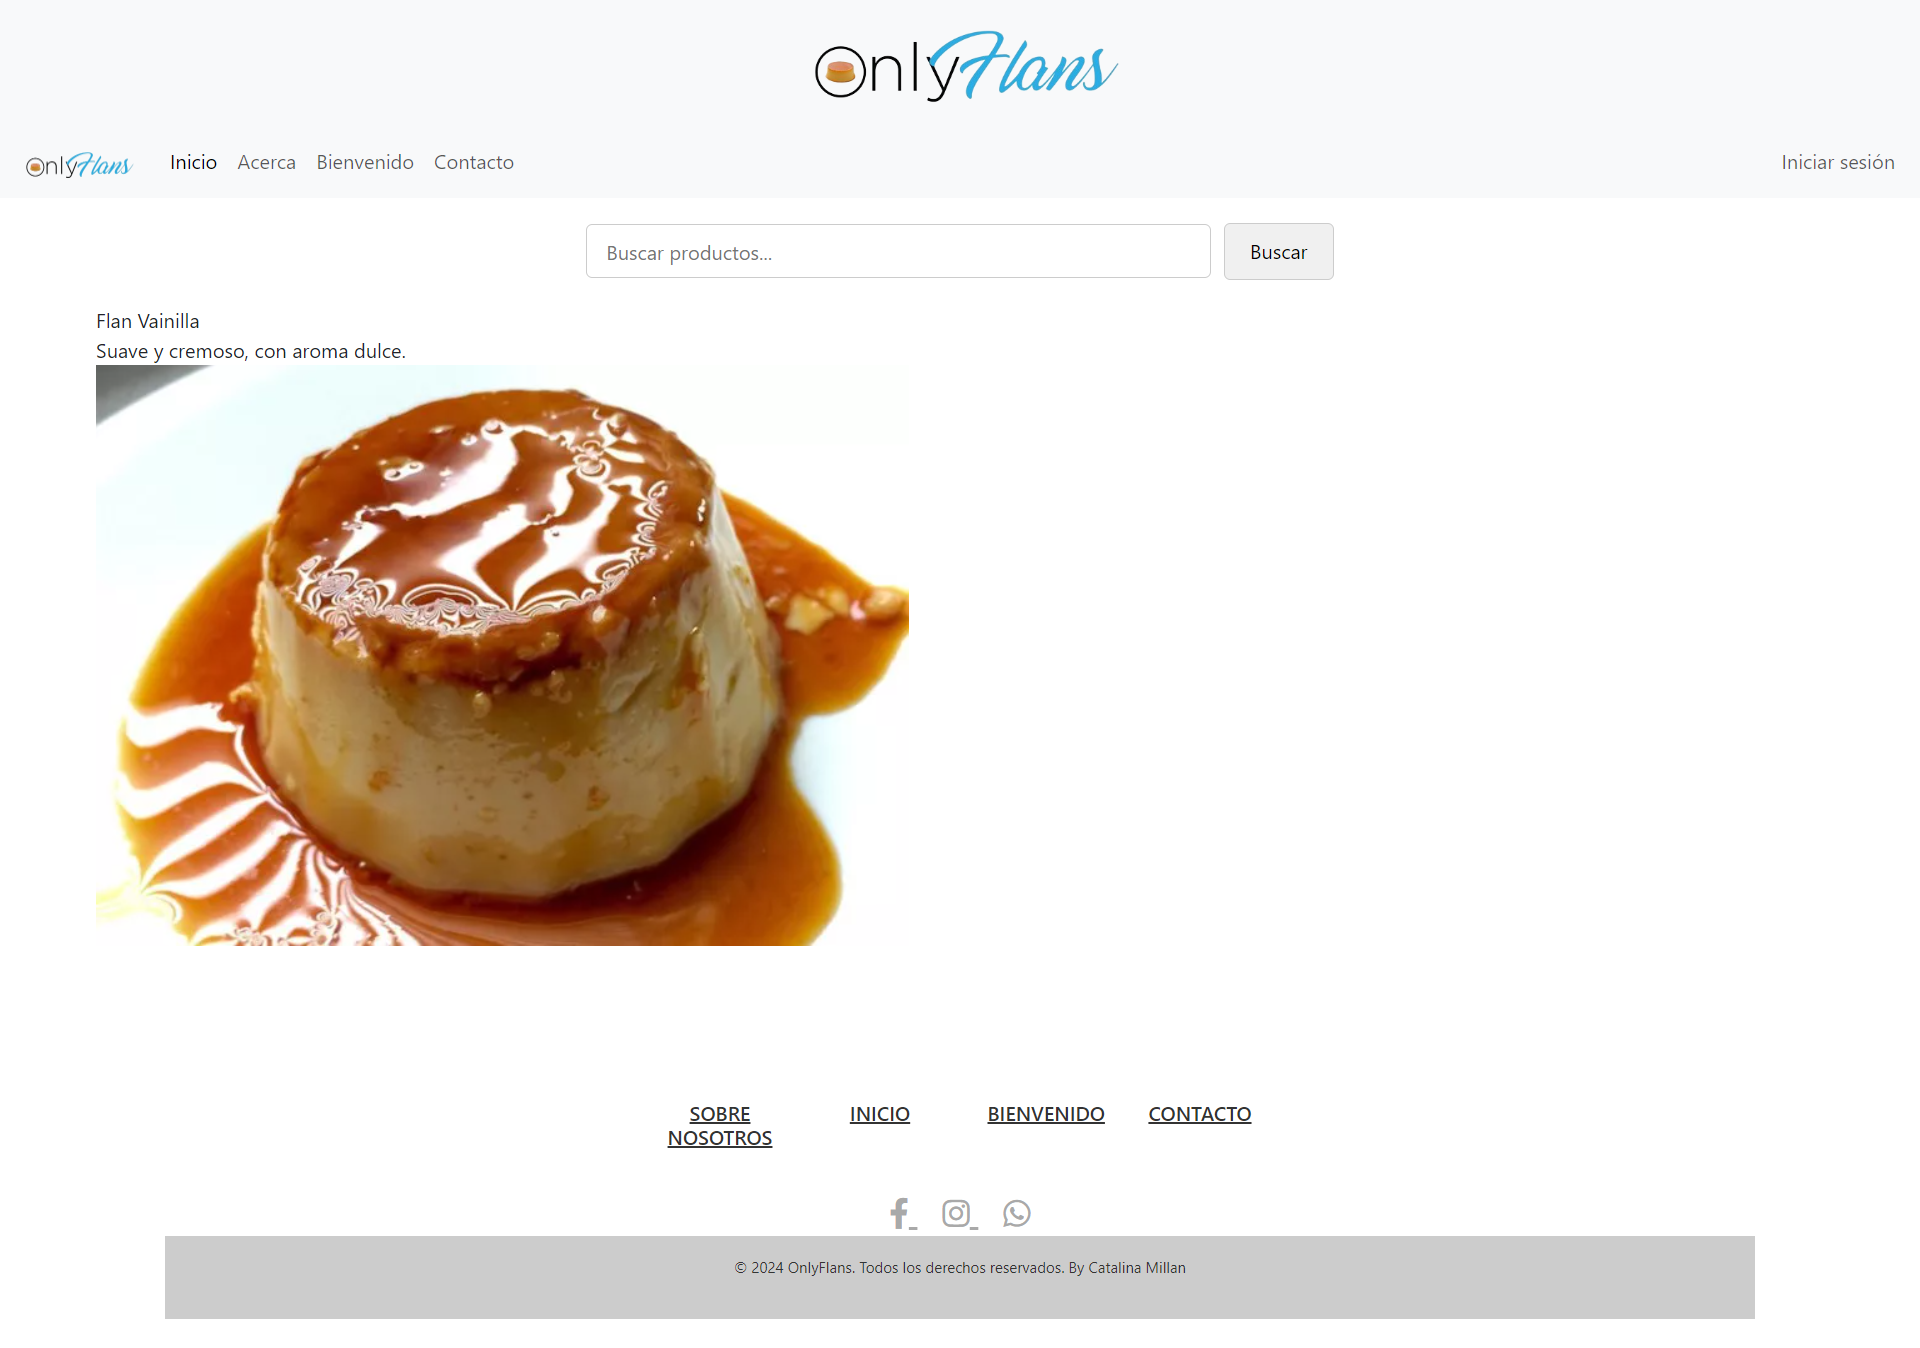 OnlyFlans
OnlyFlans Inicio Acerca Bienvenido Contacto Iniciar sesión
Buscar productos... Buscar
Flan Vainilla
Suave y cremoso, con aroma dulce.
SOBRE NOSOTROS INICIO BIENVENIDO CONTACTO
© 2024 OnlyFlans. Todos los derechos reservados. By Catalina Millan